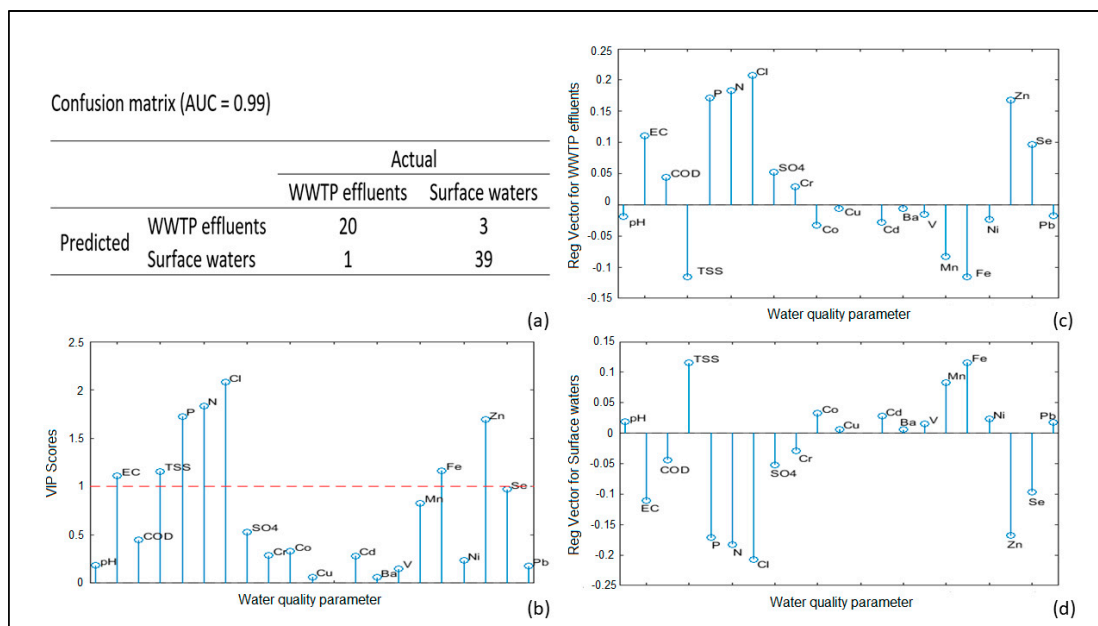 Confusion matrix (AUC = 0.99)
Actual
WWTP effluents Surface waters
Predicted WWTP effluents 20 3
Surface waters 1 39
(a)
VIP Scores
2.5
2
1.5
1
0.5
0
pH
EC
COD
TSS
P
N
Cl
SO4
Cr
Co
Cu
Cd
Ba
V
Mn
Fe
Ni
Zn
Se
Pb
Water quality parameter
(b)
Reg Vector for WWTP effluents
0.25
0.2
0.15
0.1
0.05
0
-0.05
-0.1
-0.15
pH
EC
COD
TSS
P
N
Cl
SO4
Cr
Co
Cu
Cd
Ba
V
Mn
Fe
Ni
Zn
Se
Pb
Water quality parameter
(c)
Reg Vector for Surface waters
0.15
0.1
0.05
0
-0.05
-0.1
-0.15
-0.2
-0.25
pH
EC
COD
TSS
P
N
Cl
SO4
Cr
Co
Cu
Cd
Ba
V
Mn
Fe
Ni
Zn
Se
Pb
Water quality parameter
(d)